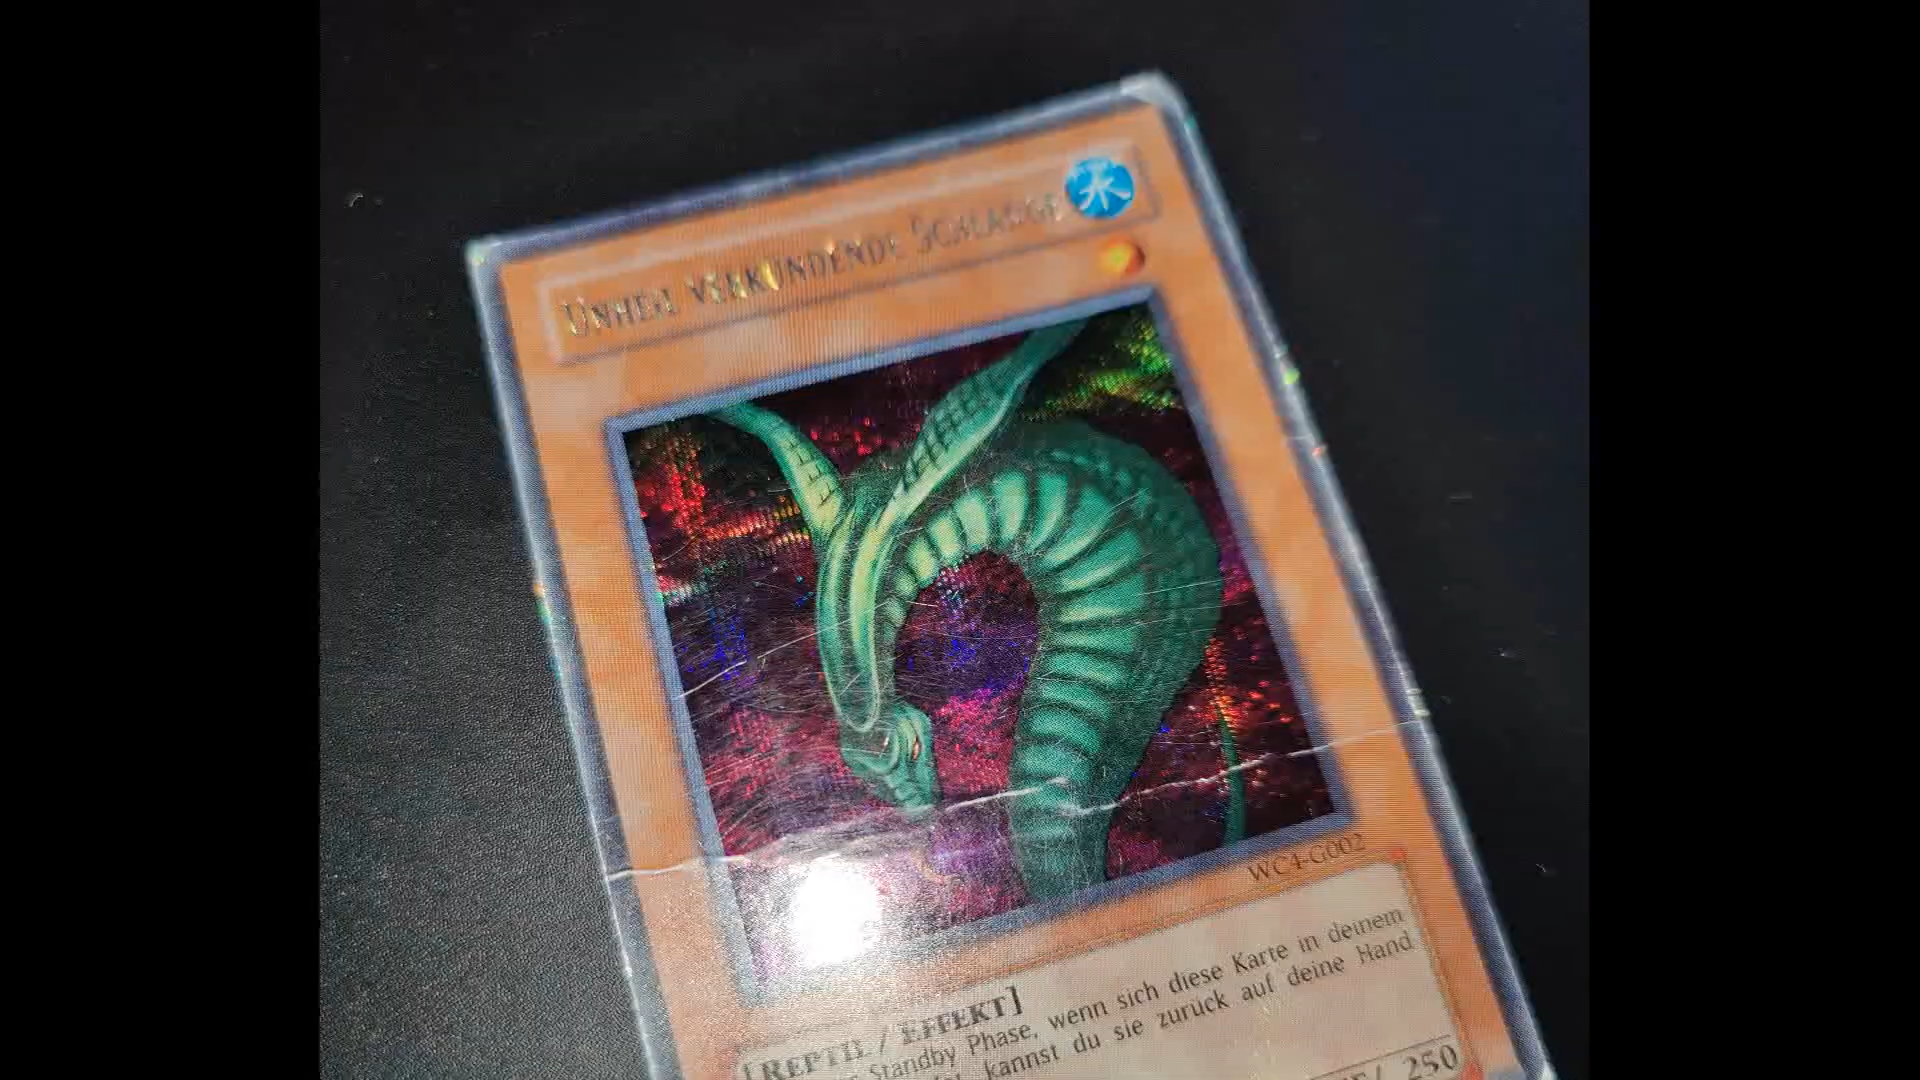 UNHEIL VERKÜNDENDE SCHLANGE
水
WC4-G002
[REPTIL / EFFEKT]
Standby Phase, wenn sich diese Karte in deinem
kannst du sie zurück auf deine Hand
/ 250